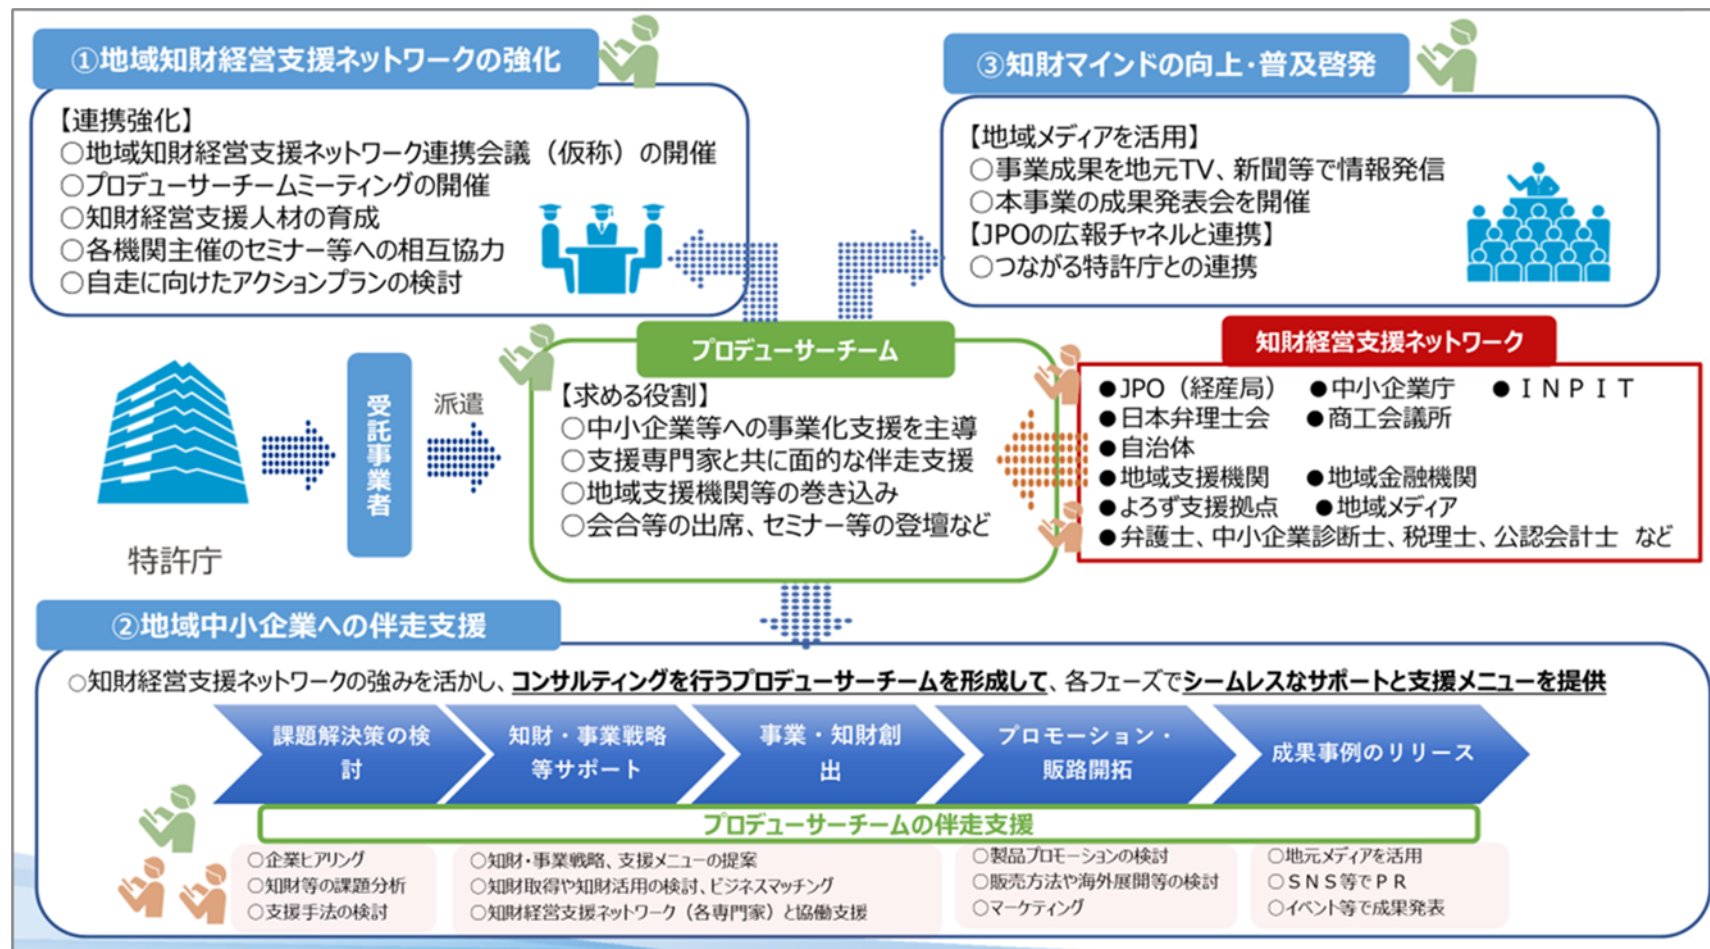 ①地域知財経営支援ネットワークの強化
【連携強化】
○地域知財経営支援ネットワーク連携会議（仮称）の開催
○プロデューサーチームミーティングの開催
○知財経営支援人材の育成
○各機関主催のセミナー等への相互協力
○自走に向けたアクションプランの検討
③知財マインドの向上・普及啓発
【地域メディアを活用】
○事業成果を地元TV、新聞等で情報発信
○本事業の成果発表会を開催
【JPOの広報チャネルと連携】
○つながる特許庁との連携
特許庁
受託事業者
派遣
プロデューサーチーム
【求める役割】
○中小企業等への事業化支援を主導
○支援専門家と共に面的な伴走支援
○地域支援機関等の巻き込み
○会合等の出席、セミナー等の登壇など
知財経営支援ネットワーク
●JPO（経産局） ●中小企業庁 ●ＩＮＰＩＴ
●日本弁理士会 ●商工会議所
●自治体
●地域支援機関 ●地域金融機関
●よろず支援拠点 ●地域メディア
●弁護士、中小企業診断士、税理士、公認会計士 など
②地域中小企業への伴走支援
○知財経営支援ネットワークの強みを活かし、コンサルティングを行うプロデューサーチームを形成して、各フェーズでシームレスなサポートと支援メニューを提供
課題解決策の検
討
知財・事業戦略
等サポート
事業・知財創
出
プロモーション・
販路開拓
成果事例のリリース
プロデューサーチームの伴走支援
○企業ヒアリング
○知財等の課題分析
○支援手法の検討
○知財・事業戦略、支援メニューの提案
○知財取得や知財活用の検討、ビジネスマッチング
○知財経営支援ネットワーク（各専門家）と協働支援
○製品プロモーションの検討
○販売方法や海外展開等の検討
○マーケティング
○地元メディアを活用
○ＳＮＳ等でＰＲ
○イベント等で成果発表